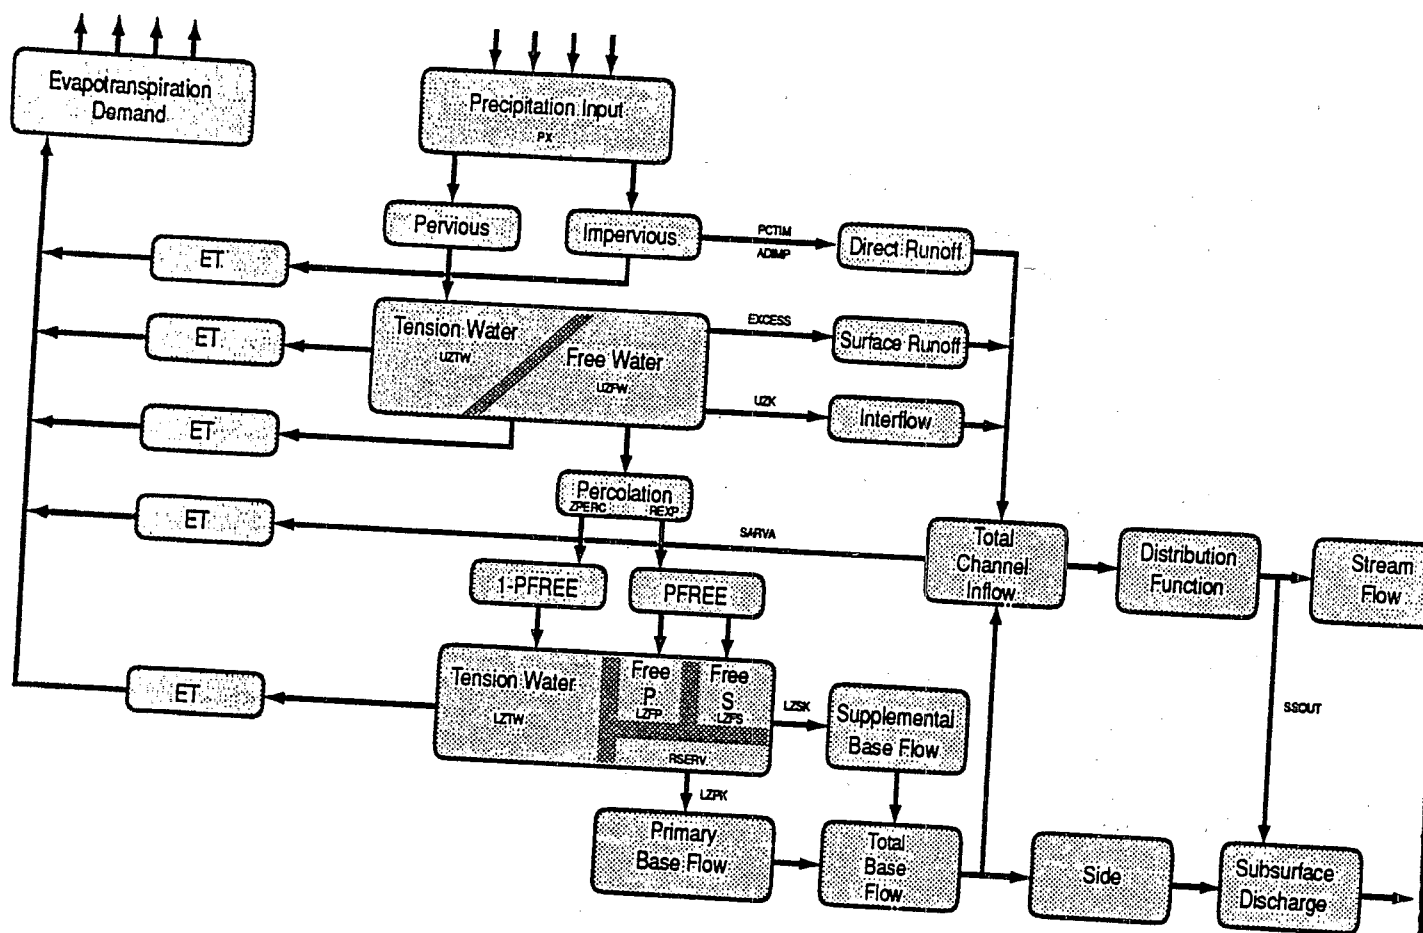 Evapotranspiration
Demand
Precipitation Input
PX
Pervious
Impervious
PCTIM
ADIMP
Direct Runoff
ET
Tension Water
UZTW
Free Water
UZFW
EXCESS
Surface Runoff
ET
UZK
Interflow
ET
Percolation
ZPERC
REXP
ET
SARVA
Total
Channel
Inflow
Distribution
Function
Stream
Flow
1-PFREE
PFREE
Tension Water
LZTW
Free
P
LZFP
Free
S
LZFS
RSERV
ET
LZSK
Supplemental
Base Flow
SSOUT
LZPK
Primary
Base Flow
Total
Base
Flow
Side
Subsurface
Discharge